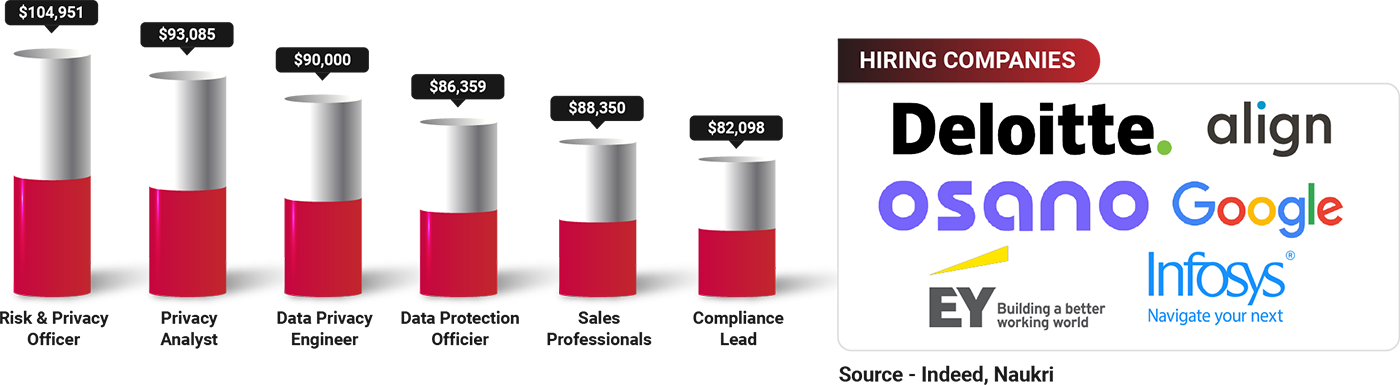 $104,951
$93,085
$90,000
$86,359
$88,350
$82,098
Risk & Privacy
Officer
Privacy
Analyst
Data Privacy
Engineer
Data Protection
Officier
Sales
Professionals
Compliance
Lead
HIRING COMPANIES
Deloitte.
align
osano
Google
EY Building a better
working world
Infosys®
Navigate your next
Source - Indeed, Naukri